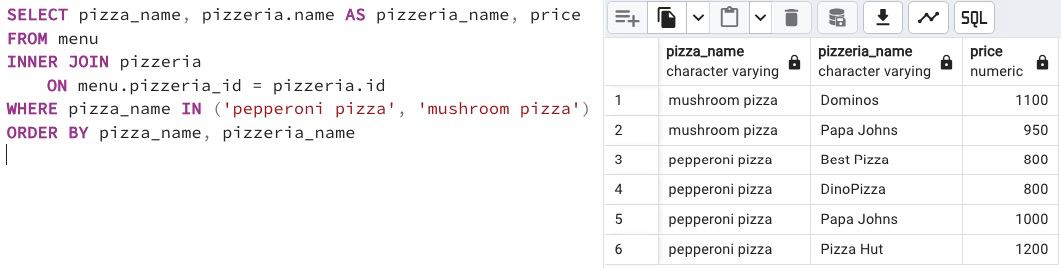 SELECT pizza_name, pizzeria.name AS pizzeria_name, price
FROM menu
INNER JOIN pizzeria
    ON menu.pizzeria_id = pizzeria.id
WHERE pizza_name IN ('pepperoni pizza', 'mushroom pizza')
ORDER BY pizza_name, pizzeria_name
SQL
pizza_name pizzeria_name price
character varying character varying numeric
1 mushroom pizza Dominos 1100
2 mushroom pizza Papa Johns 950
3 pepperoni pizza Best Pizza 800
4 pepperoni pizza DinoPizza 800
5 pepperoni pizza Papa Johns 1000
6 pepperoni pizza Pizza Hut 1200